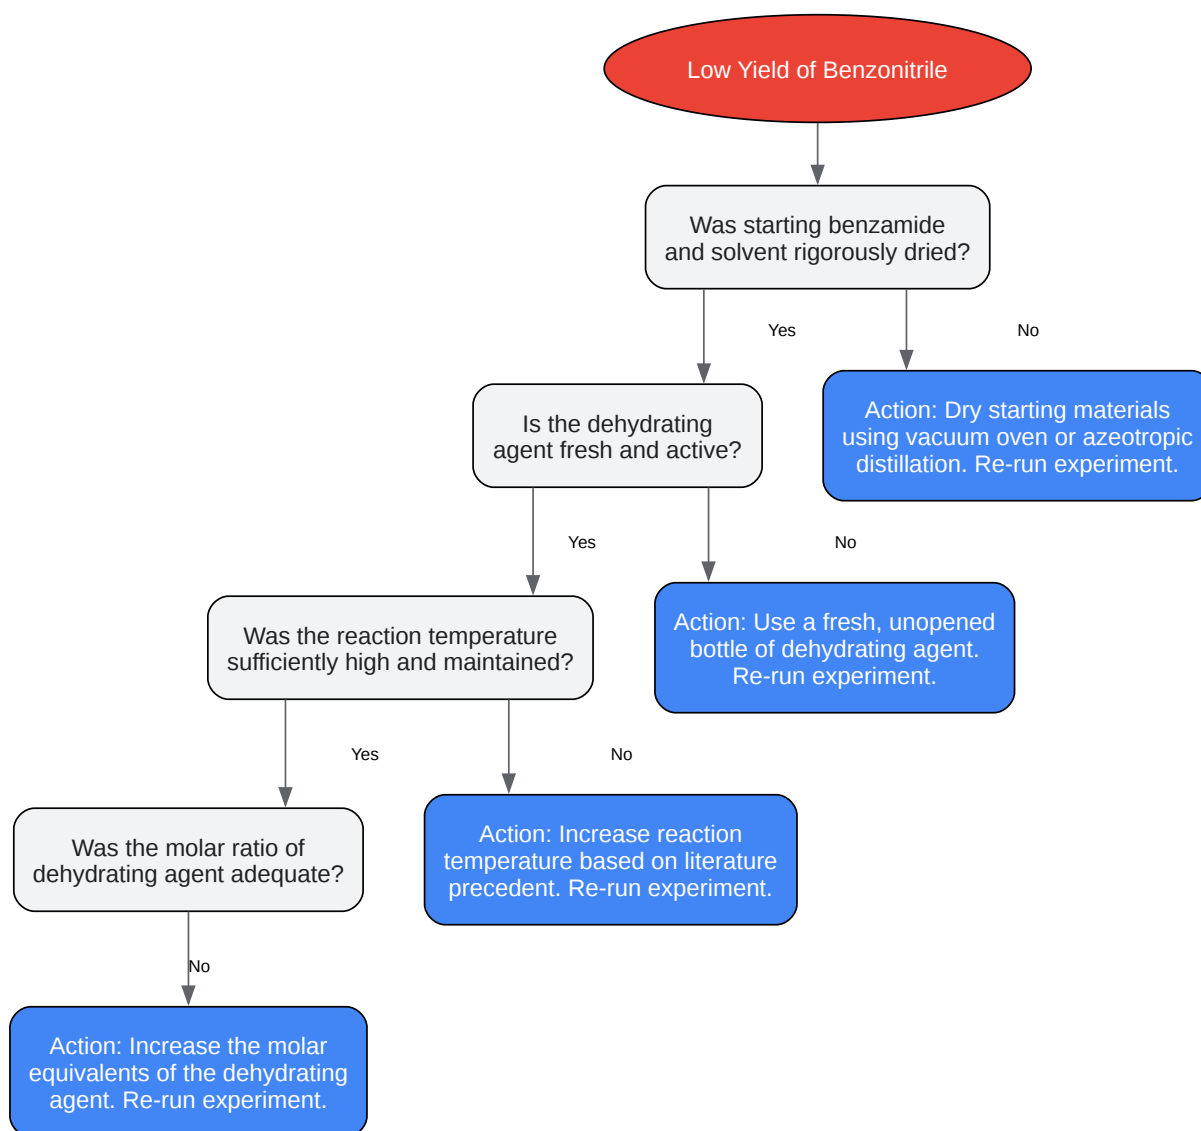 Low Yield of Benzonitrile
Was starting benzamide
and solvent rigorously dried?
Yes
No
Is the dehydrating
agent fresh and active?
Action: Dry starting materials
using vacuum oven or azeotropic
distillation. Re-run experiment.
Yes
No
Was the reaction temperature
sufficiently high and maintained?
Action: Use a fresh, unopened
bottle of dehydrating agent.
Re-run experiment.
Yes
No
Was the molar ratio of
dehydrating agent adequate?
Action: Increase reaction
temperature based on literature
precedent. Re-run experiment.
No
Action: Increase the molar
equivalents of the dehydrating
agent. Re-run experiment.